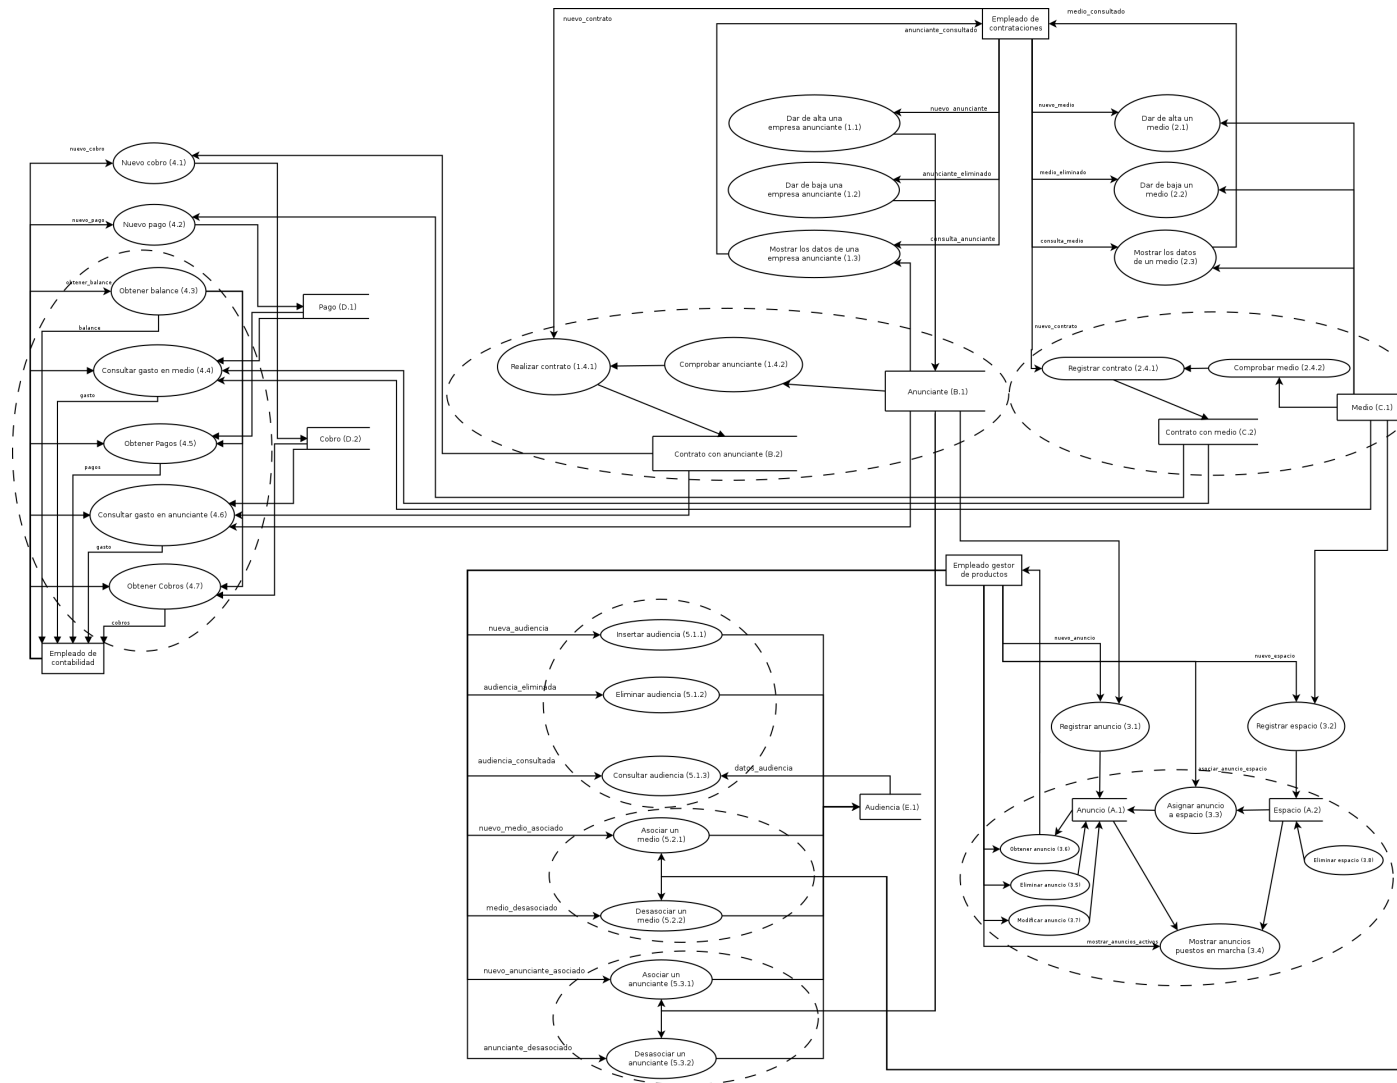 nuevo_contrato
Empleado de
contrataciones
medio_consultado
anunciante_consultado
nuevo_anunciante
Dar de alta una
empresa anunciante (1.1)
anunciante_eliminado
Dar de baja una
empresa anunciante (1.2)
consulta_anunciante
Mostrar los datos de una
empresa anunciante (1.3)
nuevo_medio
Dar de alta un
medio (2.1)
medio_eliminado
Dar de baja un
medio (2.2)
consulta_medio
Mostrar los datos
de un medio (2.3)
nuevo_cobro
Nuevo cobro (4.1)
nuevo_pago
Nuevo pago (4.2)
obtener_balance
Obtener balance (4.3)
balance
Pago (D.1)
Consultar gasto en medio (4.4)
gasto
Obtener Pagos (4.5)
pagos
Cobro (D.2)
Consultar gasto en anunciante (4.6)
gasto
Obtener Cobros (4.7)
cobros
Empleado de
contabilidad
Realizar contrato (1.4.1)
Comprobar anunciante (1.4.2)
Anunciante (B.1)
Contrato con anunciante (B.2)
nuevo_contrato
Registrar contrato (2.4.1)
Comprobar medio (2.4.2)
Medio (C.1)
Contrato con medio (C.2)
Empleado gestor
de productos
nueva_audiencia
Insertar audiencia (5.1.1)
audiencia_eliminada
Eliminar audiencia (5.1.2)
audiencia_consultada
Consultar audiencia (5.1.3)
datos_audiencia
Audiencia (E.1)
nuevo_medio_asociado
Asociar un
medio (5.2.1)
medio_desasociado
Desasociar un
medio (5.2.2)
nuevo_anunciante_asociado
Asociar un
anunciante (5.3.1)
anunciante_desasociado
Desasociar un
anunciante (5.3.2)
nuevo_anuncio
nuevo_espacio
Registrar anuncio (3.1)
Registrar espacio (3.2)
asociar_anuncio_espacio
Anuncio (A.1)
Asignar anuncio
a espacio (3.3)
Espacio (A.2)
Obtener anuncio (3.6)
Eliminar espacio (3.8)
Eliminar anuncio (3.5)
Modificar anuncio (3.7)
mostrar_anuncios_activos
Mostrar anuncios
puestos en marcha (3.4)